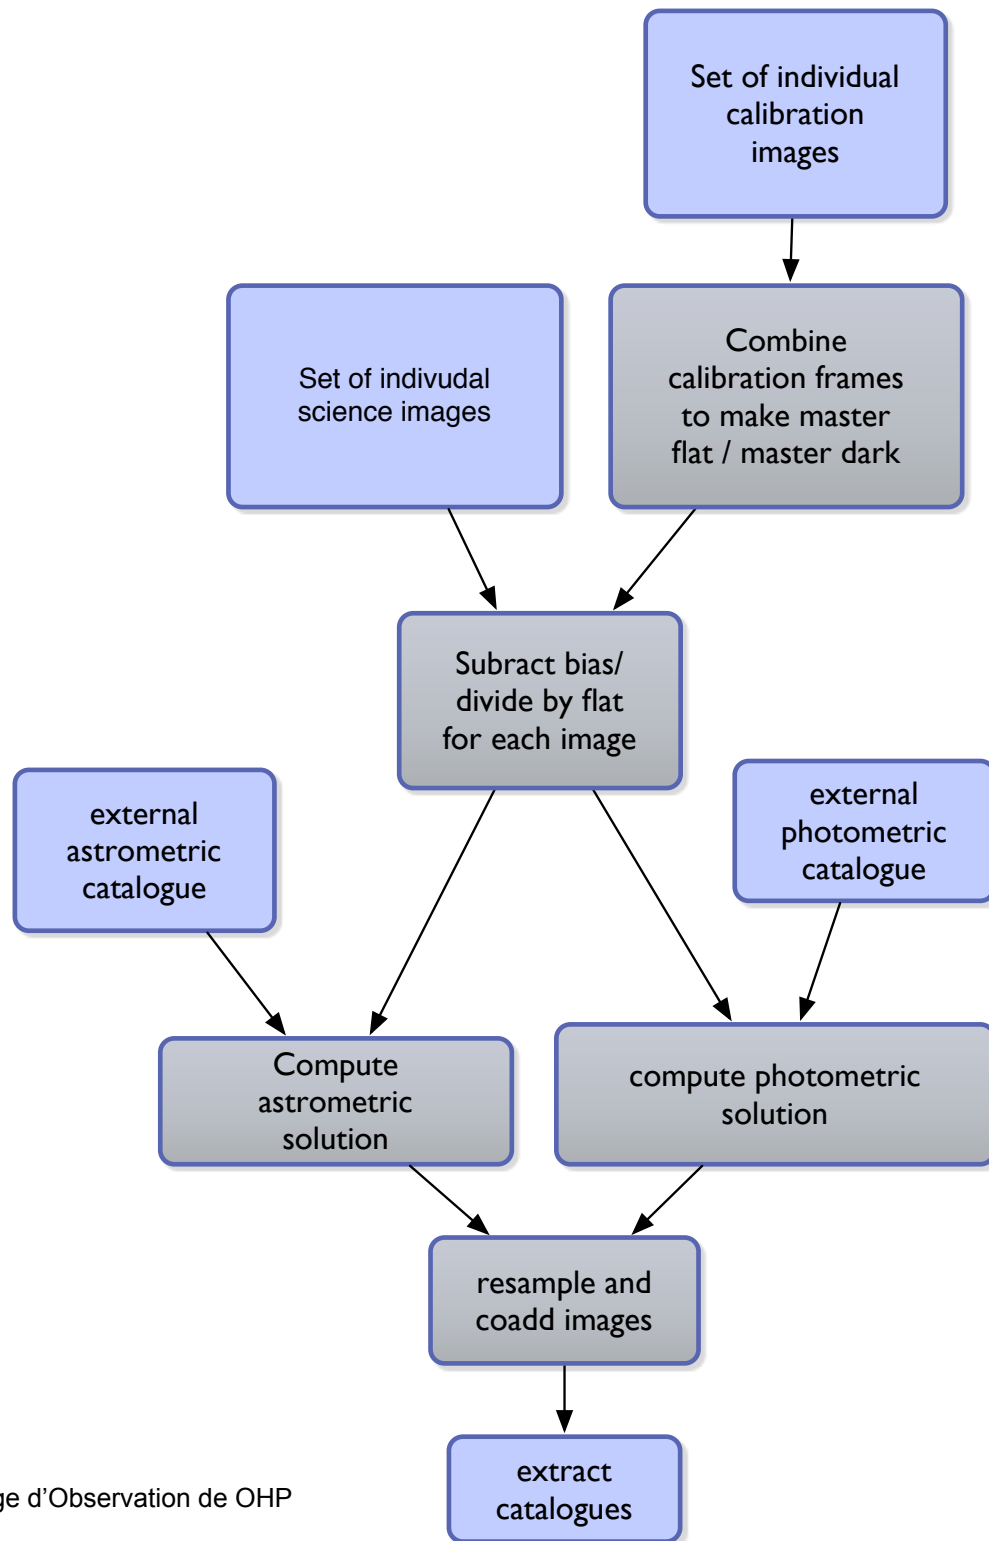 Set of individual
calibration
images
Set of indivudal
science images
Combine
calibration frames
to make master
flat / master dark
Subract bias/
divide by flat
for each image
external
astrometric
catalogue
external
photometric
catalogue
Compute
astrometric
solution
compute photometric
solution
resample and
coadd images
extract
catalogues
d'Observation de OHP